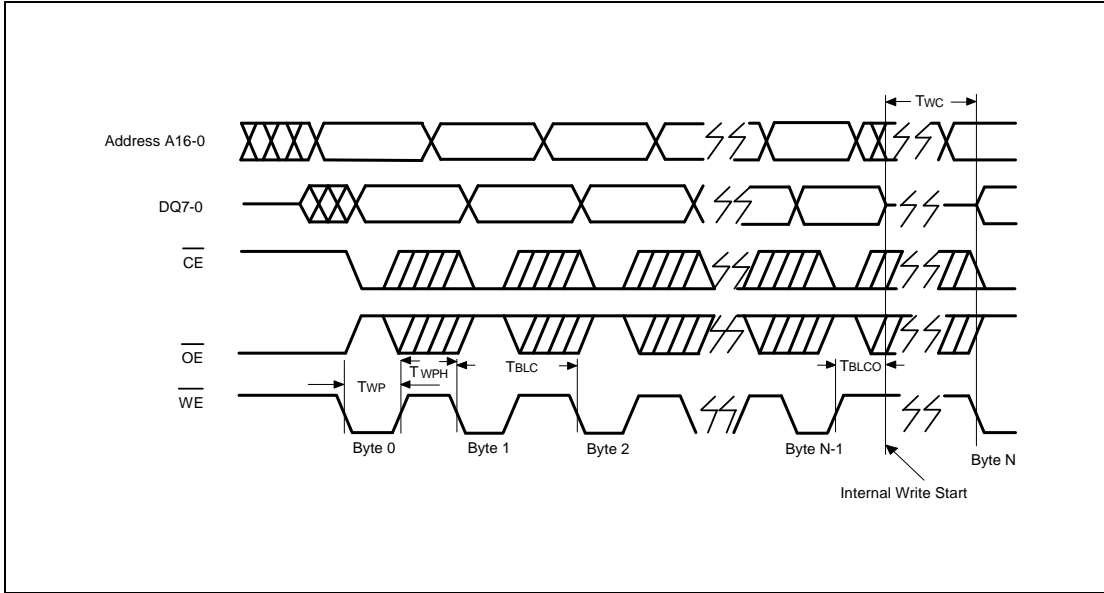 TWC
Address A16-0
DQ7-0
CE
OE
TWP
TWPH
TBLC
TBLCO
WE
Byte 0
Byte 1
Byte 2
Byte N-1
Byte N
Internal Write Start